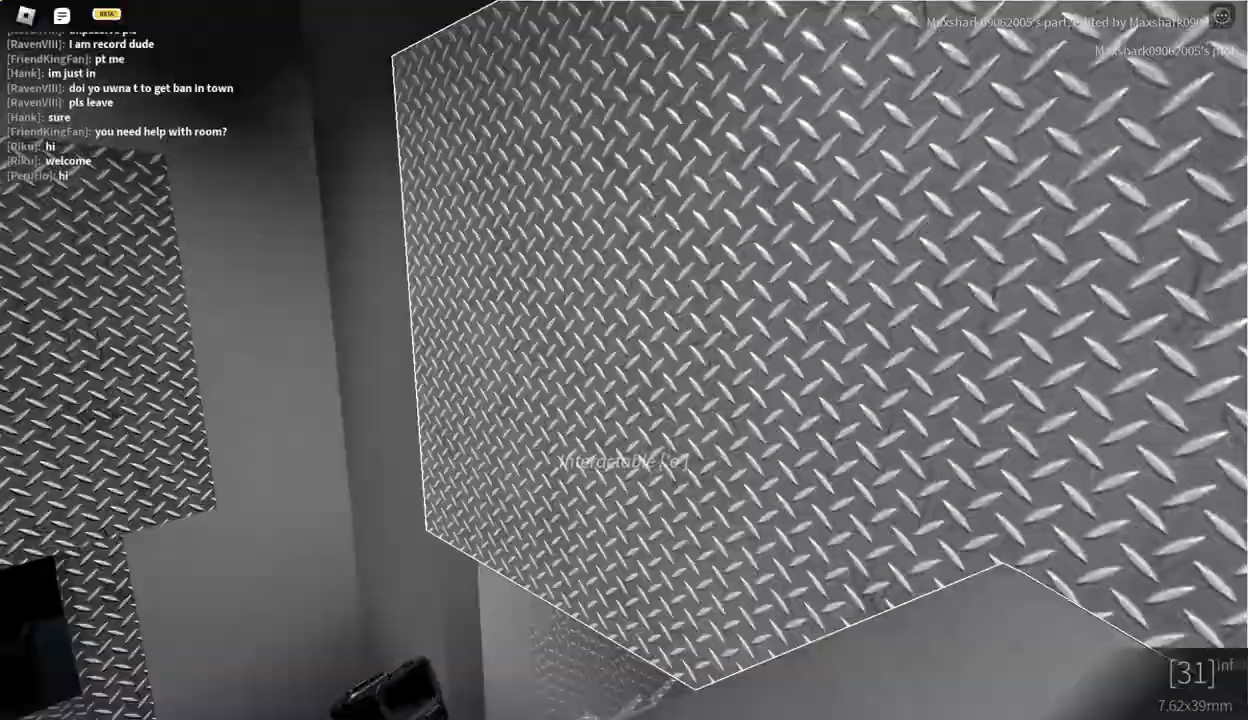 BETA
[RavenVIII]: I am record dude
[FriendKingFan]: pt me
[Hank]: im just in
[RavenVIII]: doi yo uwna t to get ban in town
[RavenVIII]: pls leave
[Hank]: sure
[FriendKingFan]: you need help with room?
[Riku]: hi
[Riku]: welcome
hi
Maxshark09062005's part, edited by Maxshark090
Maxshark09062005's plot
Interactable ['e']
[31] inf
7.62x39mm